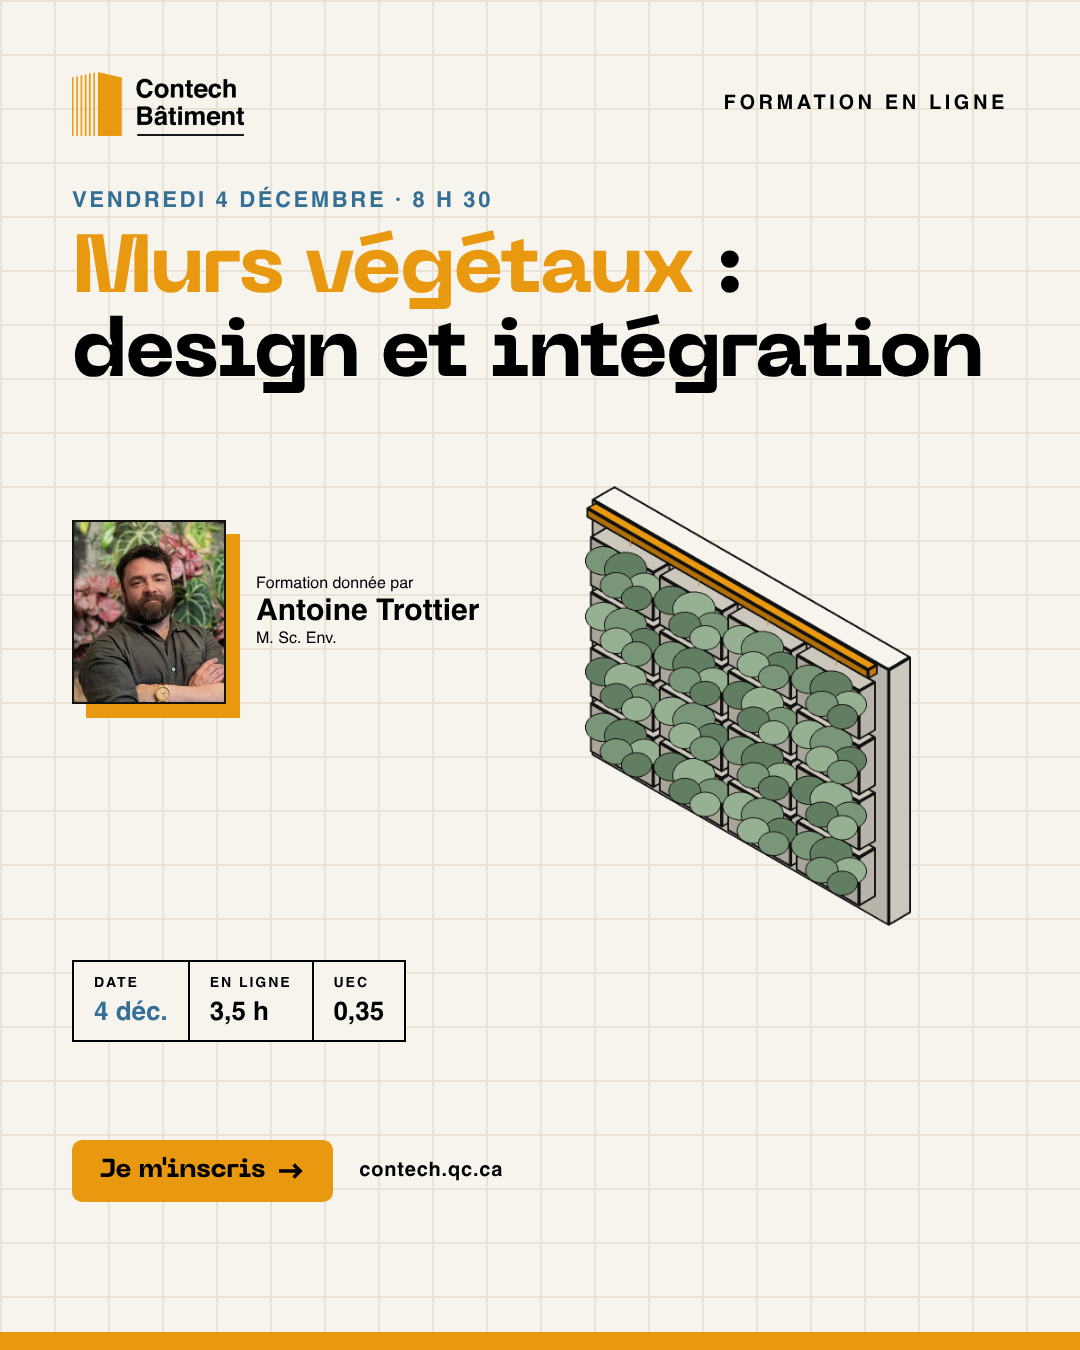 Contech
Bâtiment
FORMATION EN LIGNE
VENDREDI 4 DÉCEMBRE · 8 H 30
Murs végétaux :
design et intégration
Formation donnée par
Antoine Trottier
M. Sc. Env.
DATE
4 déc.
EN LIGNE
3,5 h
UEC
0,35
Je m'inscris →
contech.qc.ca